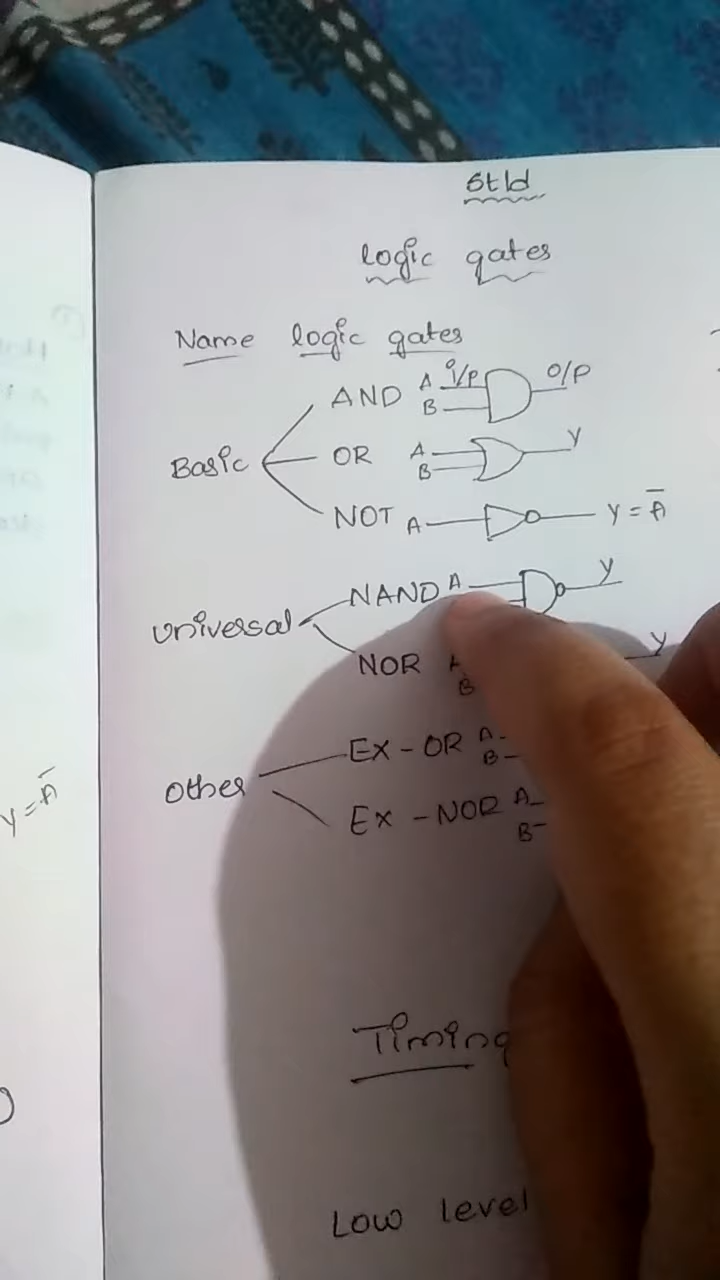 Stld
logic gates
Name logic gates
Basic
AND A i/p O/P
B
OR A Y
B
NOT A Y = A̅
Universal
NAND A Y
NOR A Y
B
Other
Ex - OR A
B
Ex - NOR A
B
Y = A̅
Timing
Low level